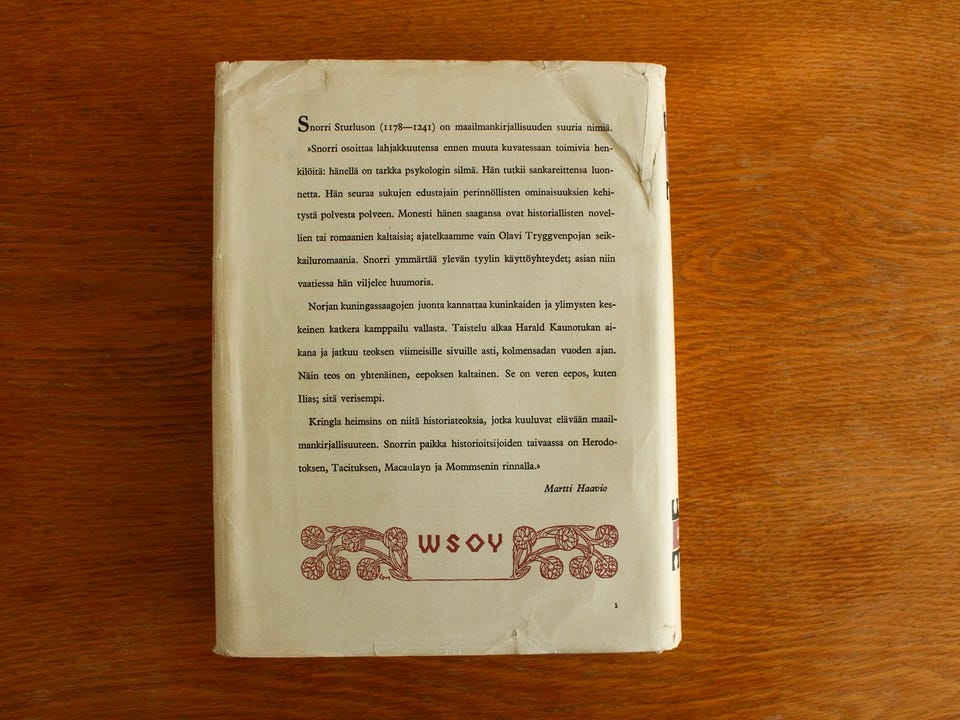 Snorri Sturluson (1178—1241) on maailmankirjallisuuden suuria nimiä.
»Snorri osoittaa lahjakkuutensa ennen muuta kuvatessaan toimivia hen-
kilöitä: hänellä on tarkka psykologin silmä. Hän tutkii sankareittensa luon-
netta. Hän seuraa sukujen edustajain perinnöllisten ominaisuuksien kehi-
tystä polvesta polveen. Monesti hänen saagansa ovat historiallisten novel-
lien tai romaanien kaltaisia; ajatelkaamme vain Olavi Tryggvenpojan seik-
kailuromaania. Snorri ymmärtää ylevän tyylin käyttöyhteydet; asian niin
vaatiessa hän viljelee huumoria.
Norjan kuningassaagojen juonta kannattaa kuninkaiden ja ylimysten kes-
keinen katkera kamppailu vallasta. Taistelu alkaa Harald Kaunotukan ai-
kana ja jatkuu teoksen viimeisille sivuille asti, kolmensadan vuoden ajan.
Näin teos on yhtenäinen, eepoksen kaltainen. Se on veren eepos, kuten
Ilias; sitä verisempi.
Kringla heimsins on niitä historiateoksia, jotka kuuluvat elävään maail-
mankirjallisuuteen. Snorrin paikka historioitsijoiden taivaassa on Herodo-
toksen, Tacituksen, Macaulayn ja Mommsenin rinnalla.»
Martti Haavio
WSOY
1